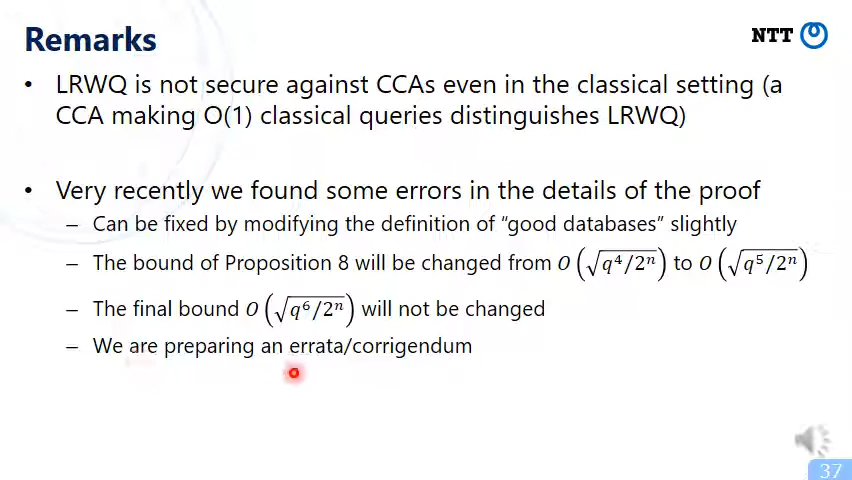 Remarks
NTT
• LRWQ is not secure against CCAs even in the classical setting (a
CCA making O(1) classical queries distinguishes LRWQ)
• Very recently we found some errors in the details of the proof
– Can be fixed by modifying the definition of “good databases” slightly
– The bound of Proposition 8 will be changed from O(√(q⁴/2ⁿ)) to O(√(q⁵/2ⁿ))
– The final bound O(√(q⁶/2ⁿ)) will not be changed
– We are preparing an errata/corrigendum
37